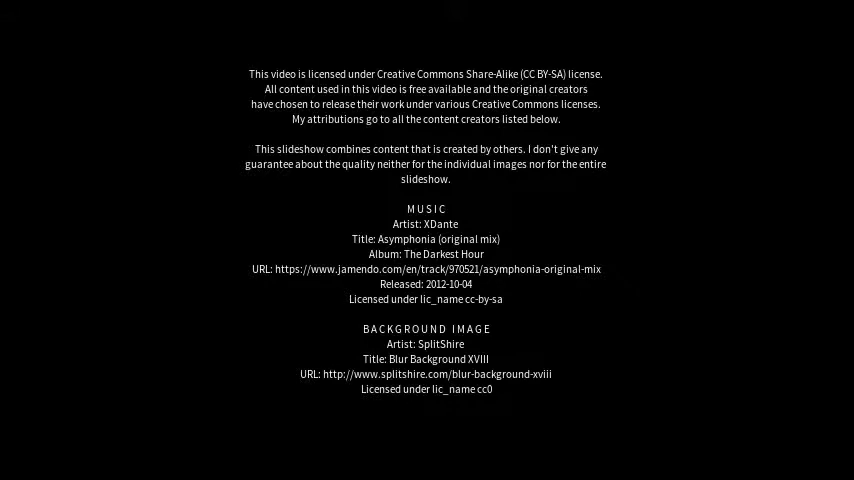 This video is licensed under Creative Commons Share-Alike (CC BY-SA) license.
All content used in this video is free available and the original creators
have chosen to release their work under various Creative Commons licenses.
My attributions go to all the content creators listed below.
This slideshow combines content that is created by others. I don't give any
guarantee about the quality neither for the individual images nor for the entire
slideshow.
M U S I C
Artist: XDante
Title: Asymphonia (original mix)
Album: The Darkest Hour
URL: https://www.jamendo.com/en/track/970521/asymphonia-original-mix
Released: 2012-10-04
Licensed under lic_name cc-by-sa
B A C K G R O U N D   I M A G E
Artist: SplitShire
Title: Blur Background XVIII
URL: http://www.splitshire.com/blur-background-xviii
Licensed under lic_name cc0